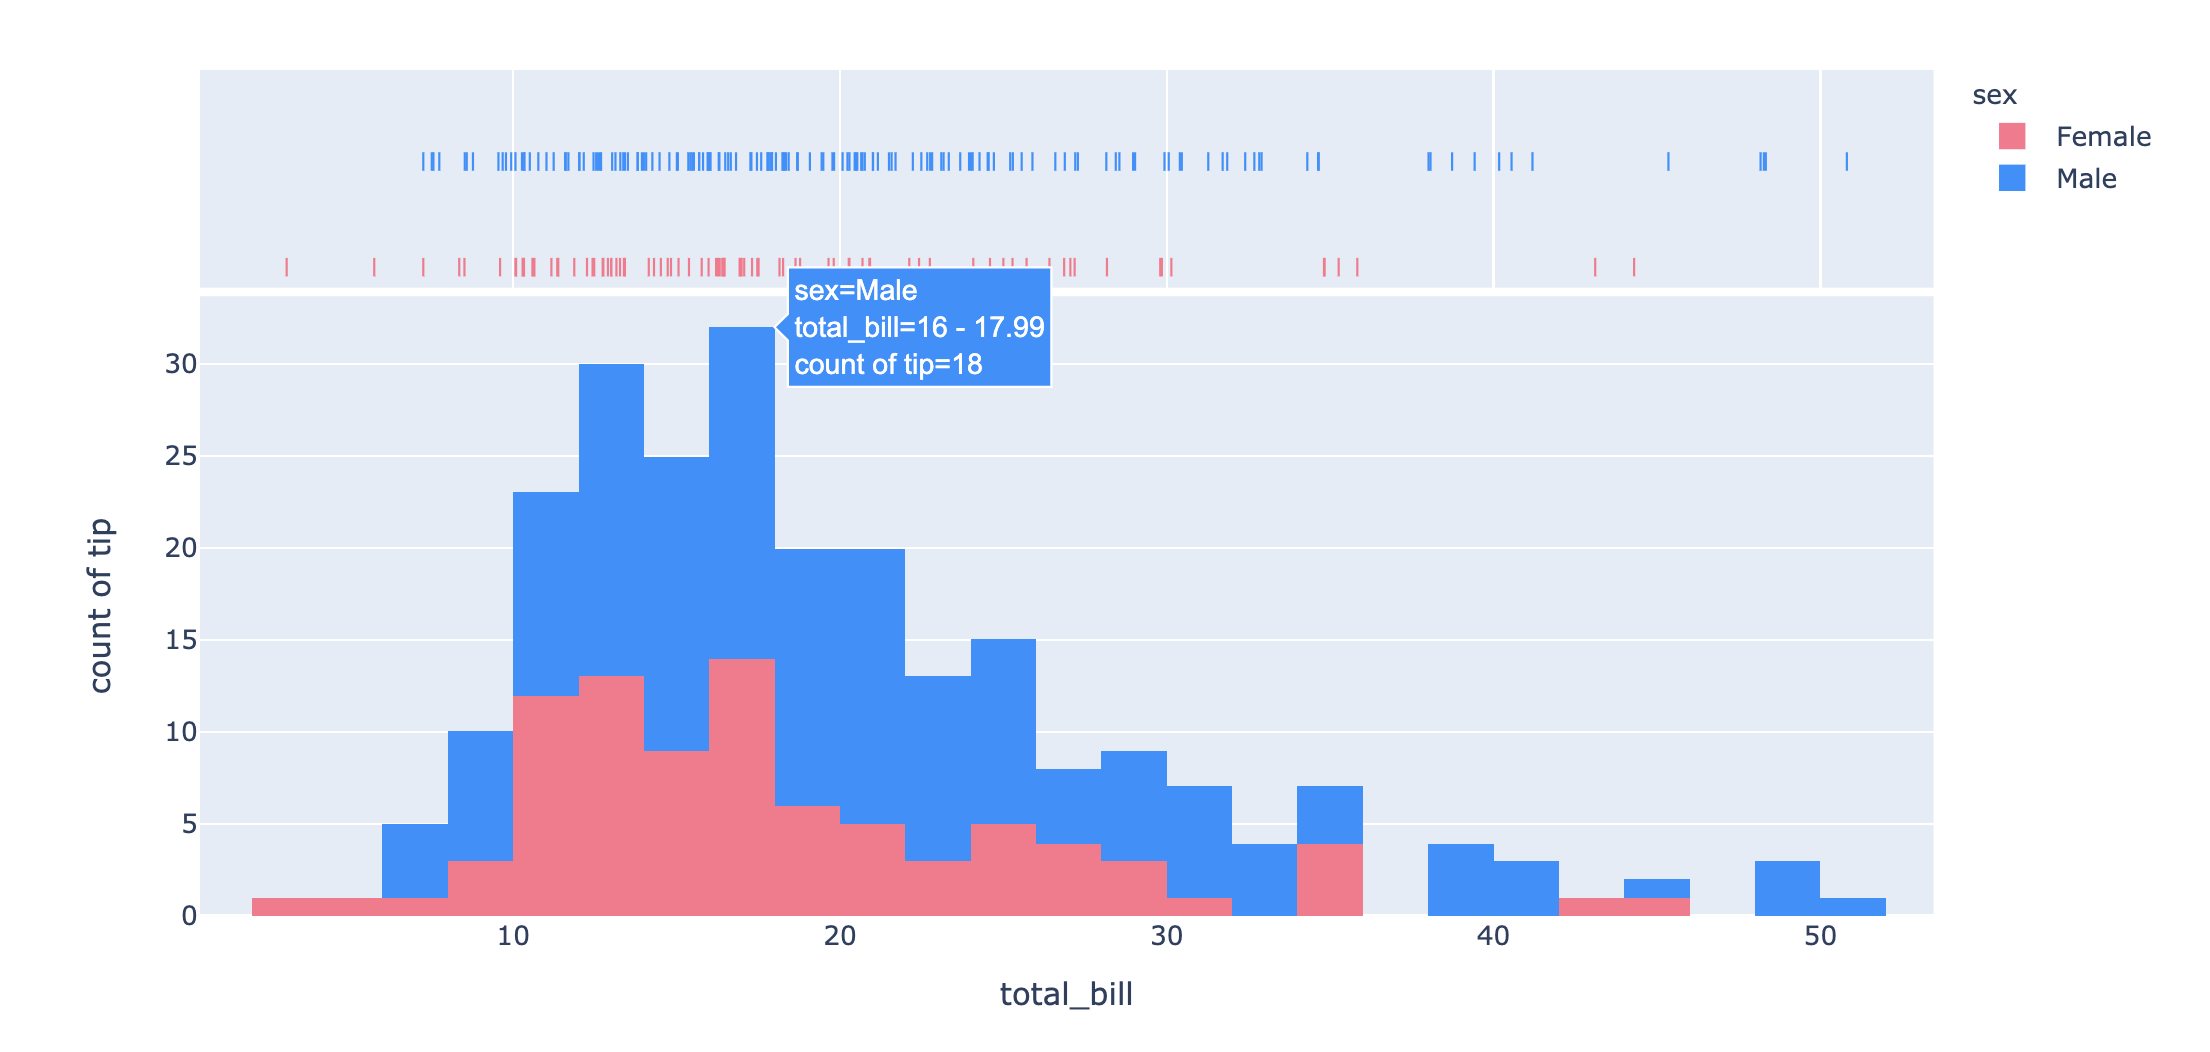 sex
Female
Male
sex=Male
total_bill=16 - 17.99
count of tip=18
30
25
20
15
10
5
0
count of tip
10
20
30
40
50
total_bill